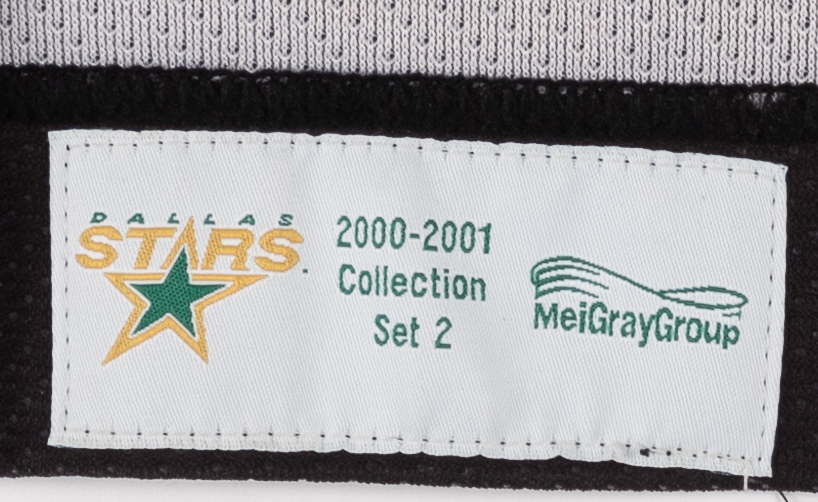 DALLAS
STARS
2000-2001
Collection
Set 2
MeiGrayGroup